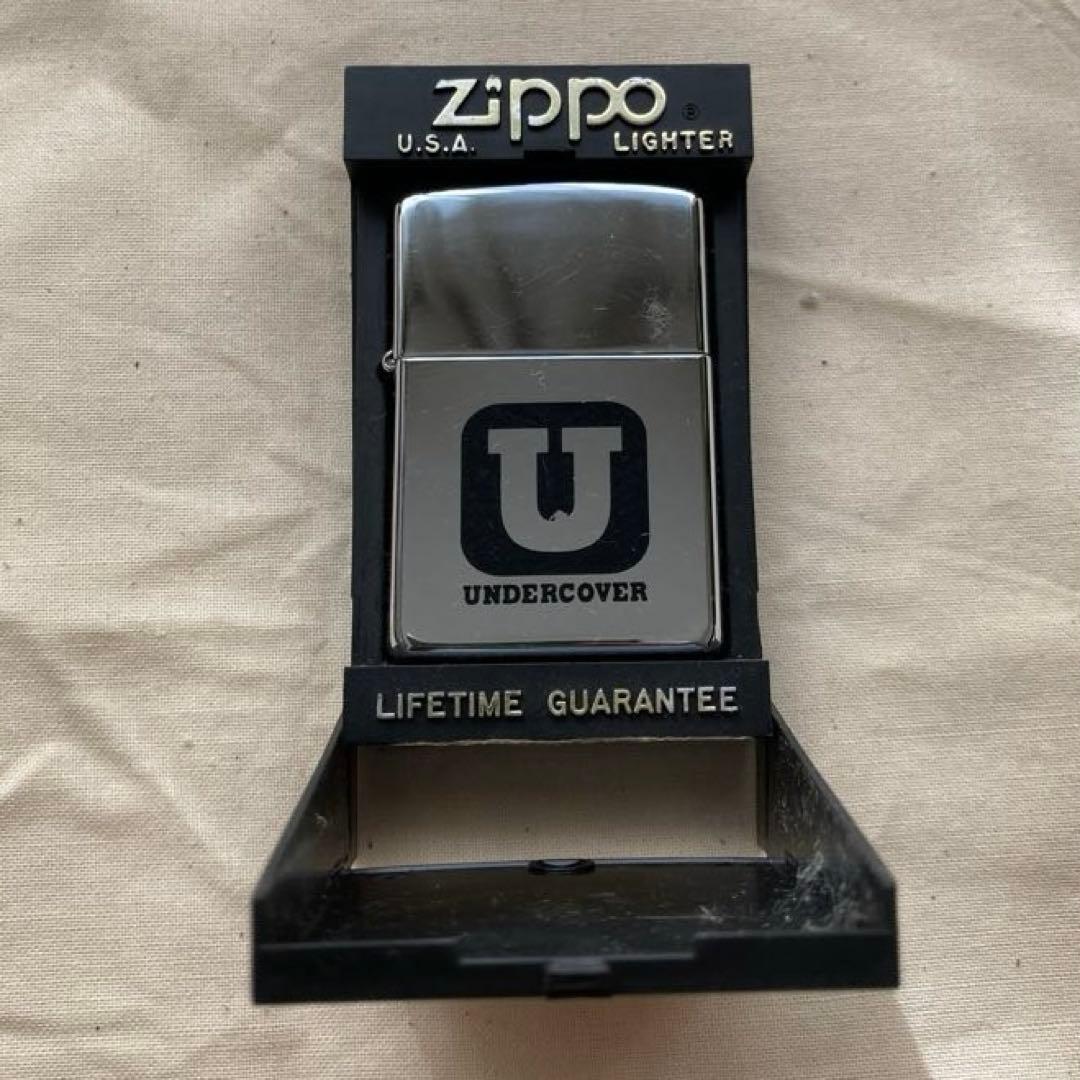 Zippo ®
U.S.A. LIGHTER
U
UNDERCOVER
LIFETIME GUARANTEE